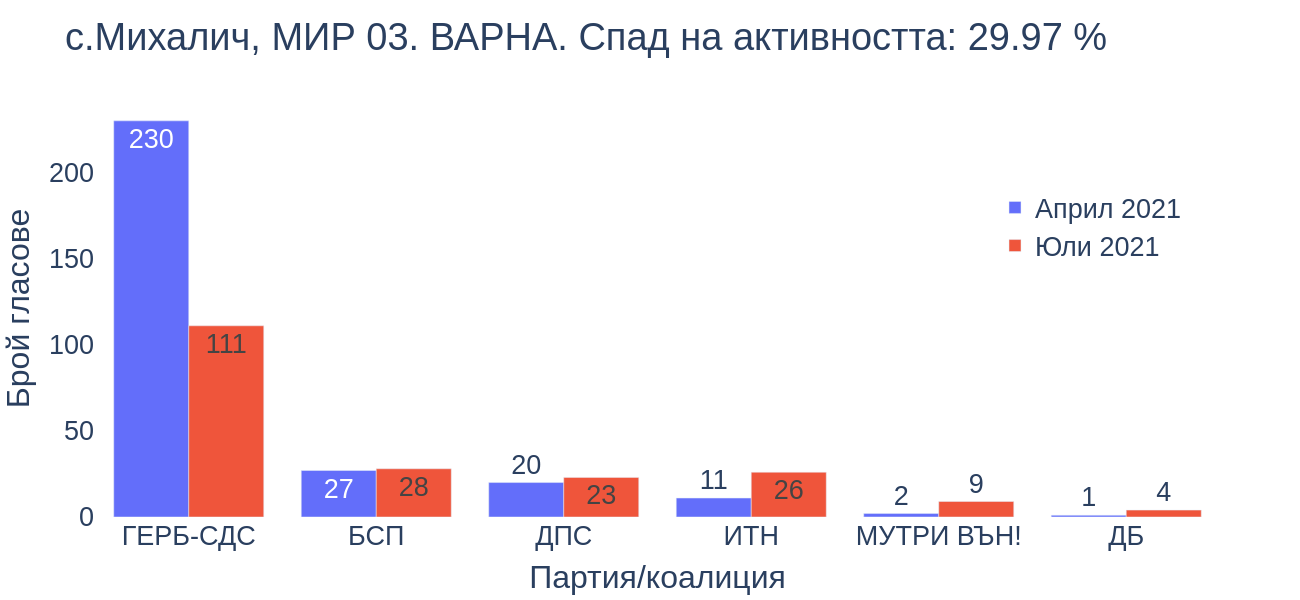 с.Михалич, МИР 03. ВАРНА. Спад на активността: 29.97 %
Брой гласове
200
150
100
50
0
230
111
27
28
20
23
11
26
2
9
1
4
Април 2021
Юли 2021
ГЕРБ-СДС
БСП
ДПС
ИТН
МУТРИ ВЪН!
ДБ
Партия/коалиция